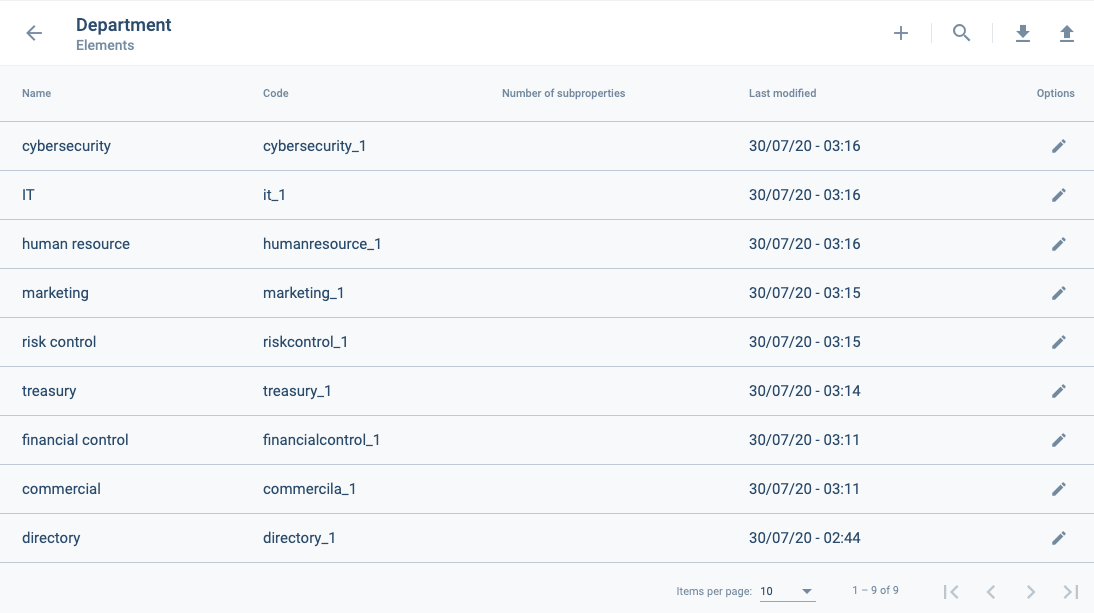 Department
Elements
Name Code Number of subproperties Last modified Options
cybersecurity cybersecurity_1 30/07/20 - 03:16
IT it_1 30/07/20 - 03:16
human resource humanresource_1 30/07/20 - 03:16
marketing marketing_1 30/07/20 - 03:15
risk control riskcontrol_1 30/07/20 - 03:15
treasury treasury_1 30/07/20 - 03:14
financial control financialcontrol_1 30/07/20 - 03:11
commercial commercila_1 30/07/20 - 03:11
directory directory_1 30/07/20 - 02:44
Items per page: 10 1 – 9 of 9